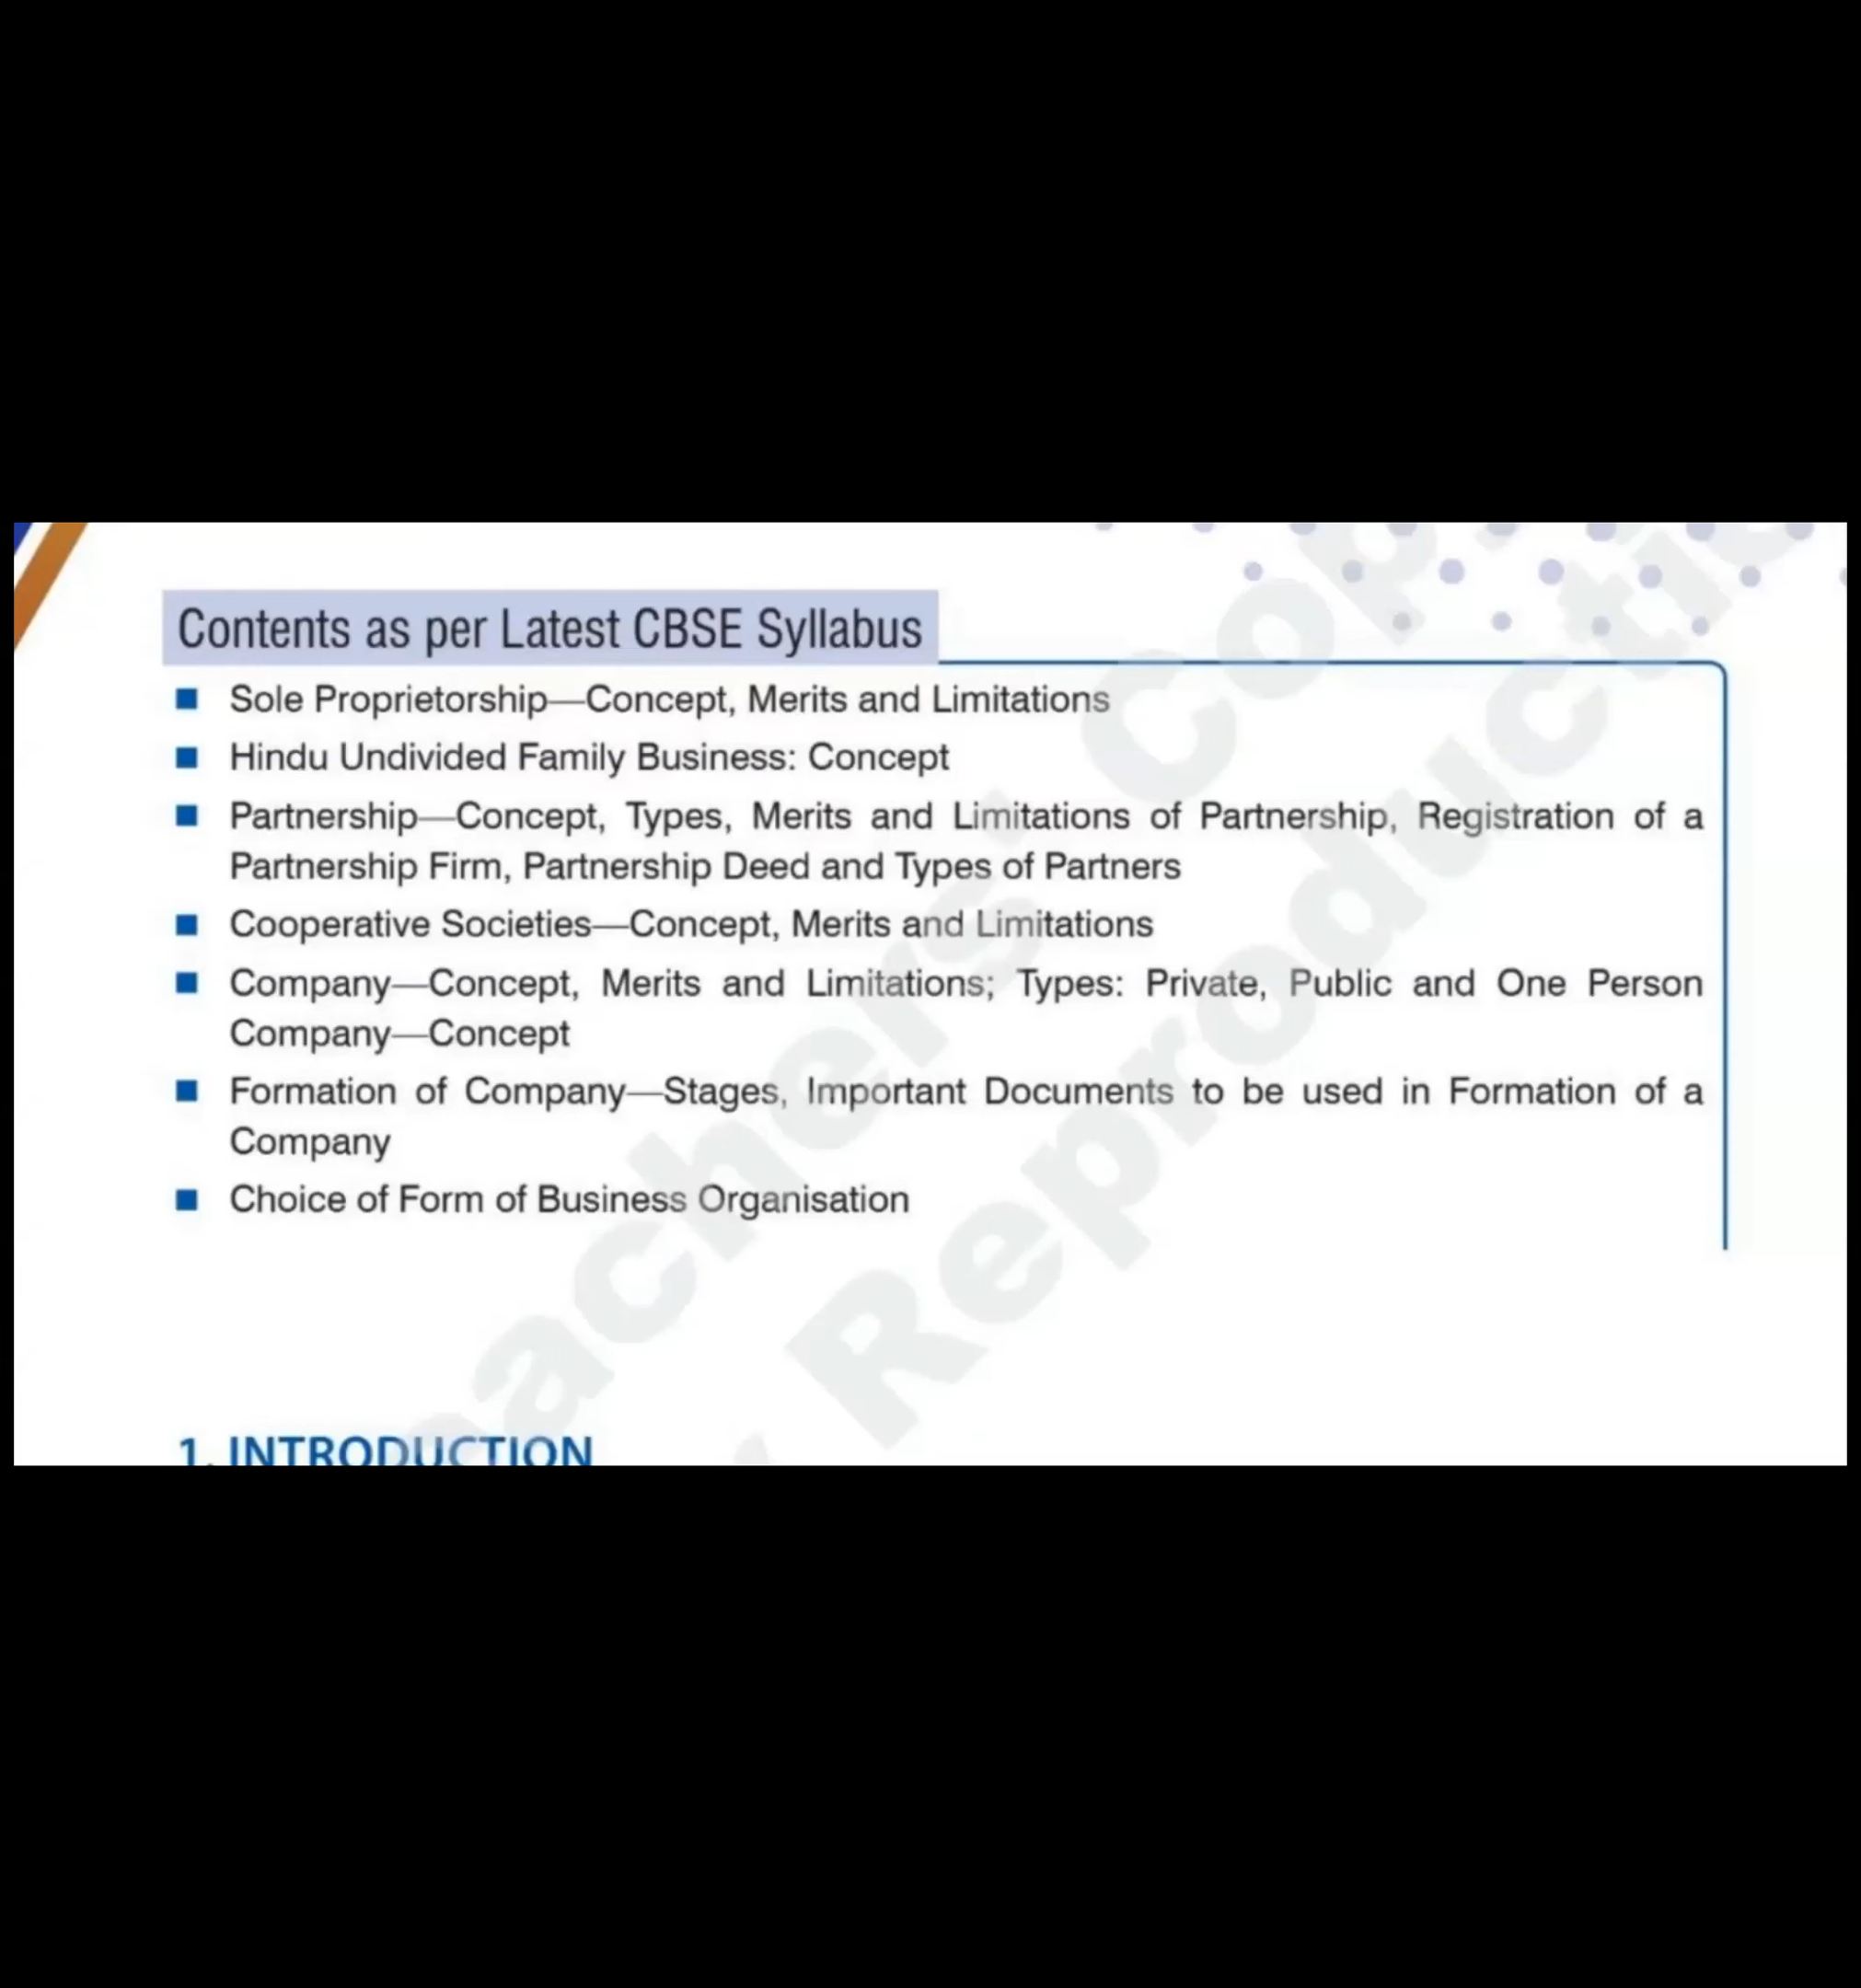 Contents as per Latest CBSE Syllabus
■ Sole Proprietorship—Concept, Merits and Limitations
■ Hindu Undivided Family Business: Concept
■ Partnership—Concept, Types, Merits and Limitations of Partnership, Registration of a
Partnership Firm, Partnership Deed and Types of Partners
■ Cooperative Societies—Concept, Merits and Limitations
■ Company—Concept, Merits and Limitations; Types: Private, Public and One Person
Company—Concept
■ Formation of Company—Stages, Important Documents to be used in Formation of a
Company
■ Choice of Form of Business Organisation
1. INTRODUCTION